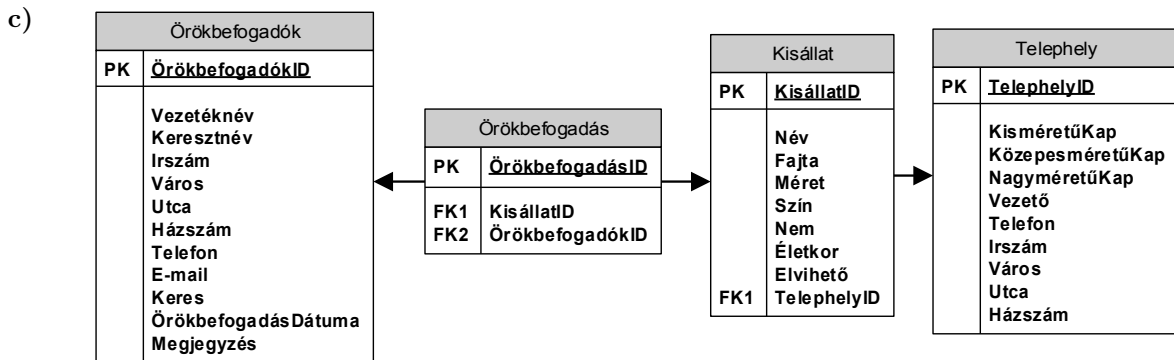 c)
Örökbefogadók
PK ÖrökbefogadókID
Vezetéknév
Keresztnév
Irszám
Város
Utca
Házszám
Telefon
E-mail
Keres
ÖrökbefogadásDátuma
Megjegyzés
Örökbefogadás
PK ÖrökbefogadásID
FK1 KisállatID
FK2 ÖrökbefogadókID
Kisállat
PK KisállatID
Név
Fajta
Méret
Szín
Nem
Életkor
Elvihető
FK1 TelephelyID
Telephely
PK TelephelyID
KisméretűKap
KözepesméretűKap
NagyméretűKap
Vezető
Telefon
Irszám
Város
Utca
Házszám